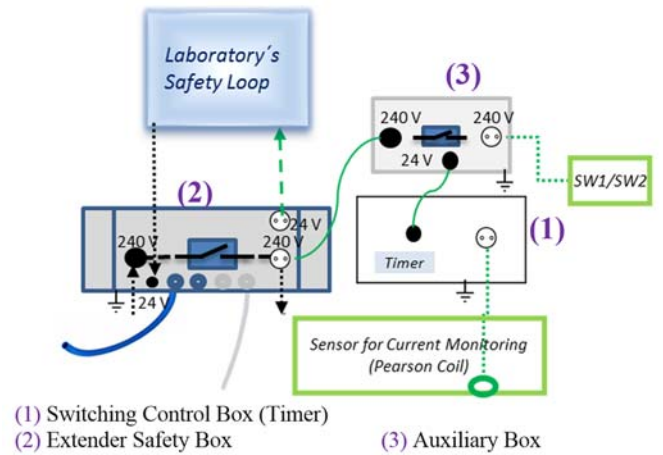 Laboratory´s
Safety Loop
(3)
240 V
240 V
24 V
SW1/SW2
(2)
24 V
240 V
240 V
24 V
(1)
Timer
Sensor for Current Monitoring
(Pearson Coil)
(1) Switching Control Box (Timer)
(2) Extender Safety Box
(3) Auxiliary Box